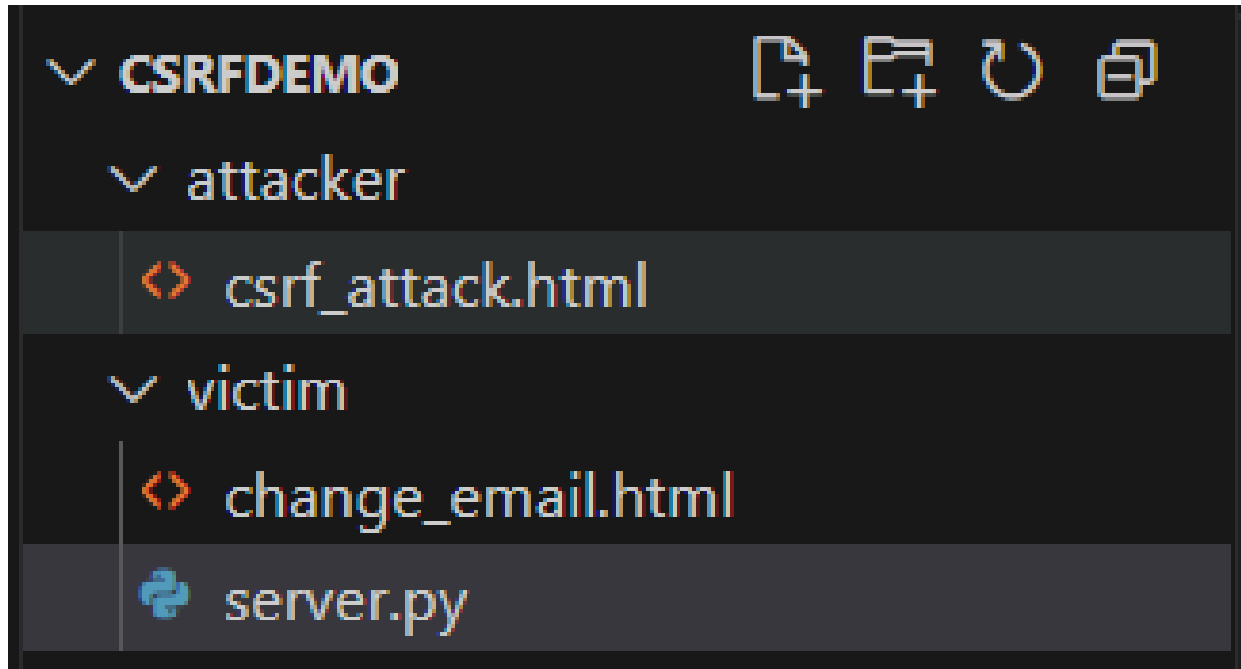 CSRFDEMO
attacker
csrf_attack.html
victim
change_email.html
server.py